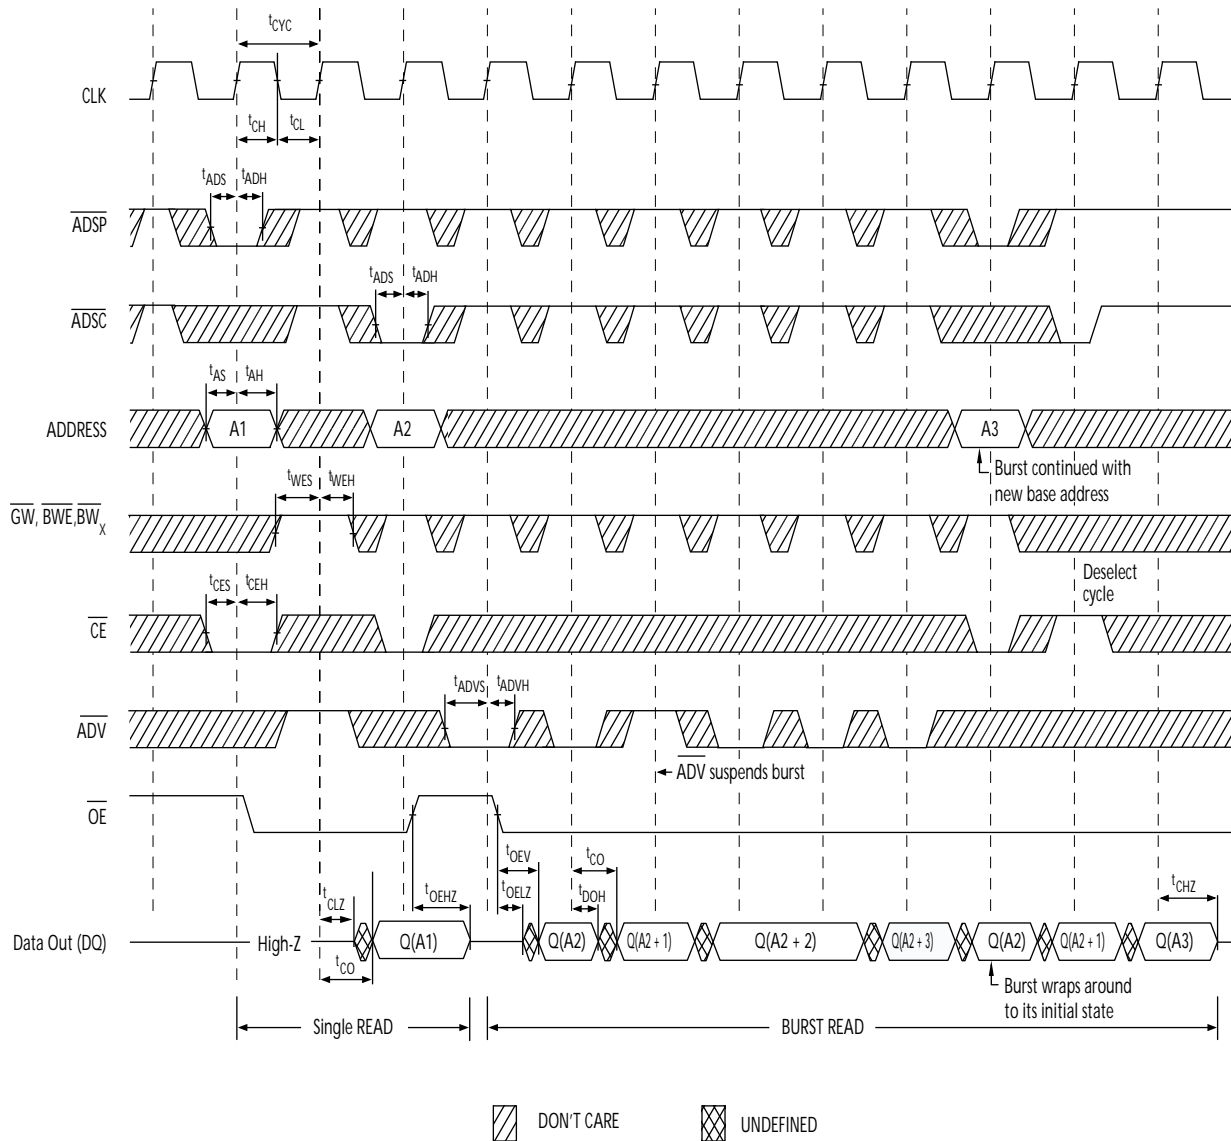 tCYC
CLK
tCH
tCL
tADS
tADH
ADSP
tADS
tADH
ADSC
tAS
tAH
ADDRESS
A1
A2
A3
Burst continued with
new base address
tWES
tWEH
GW, BWE,BWX
Deselect
cycle
tCES
tCEH
CE
tADVS
tADVH
ADV
ADV suspends burst
OE
tOEV
tCO
tCLZ
tOEHZ
tOELZ
tDOH
tCHZ
Data Out (DQ)
High-Z
Q(A1)
Q(A2)
Q(A2 + 1)
Q(A2 + 2)
Q(A2 + 3)
Q(A2)
Q(A2 + 1)
Q(A3)
tCO
Burst wraps around
to its initial state
Single READ
BURST READ
DON'T CARE
UNDEFINED